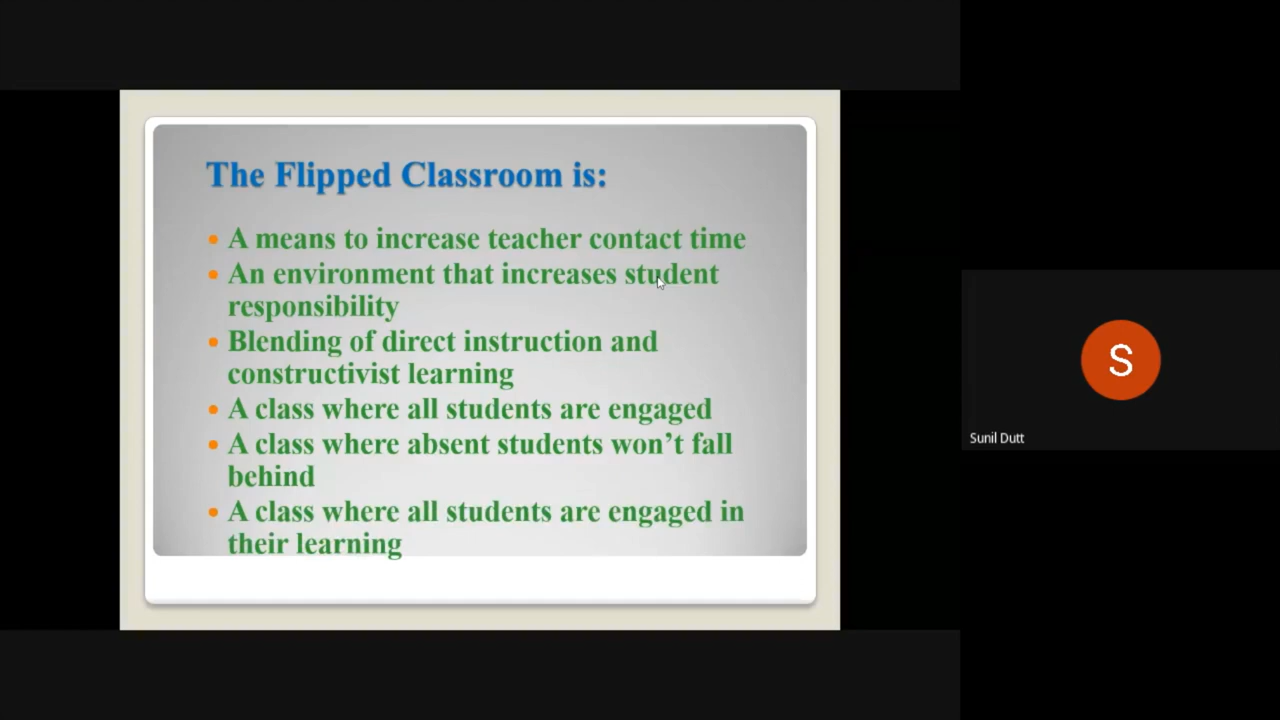 The Flipped Classroom is:
• A means to increase teacher contact time
• An environment that increases student
responsibility
• Blending of direct instruction and
constructivist learning
• A class where all students are engaged
• A class where absent students won’t fall
behind
• A class where all students are engaged in
their learning
S
Sunil Dutt